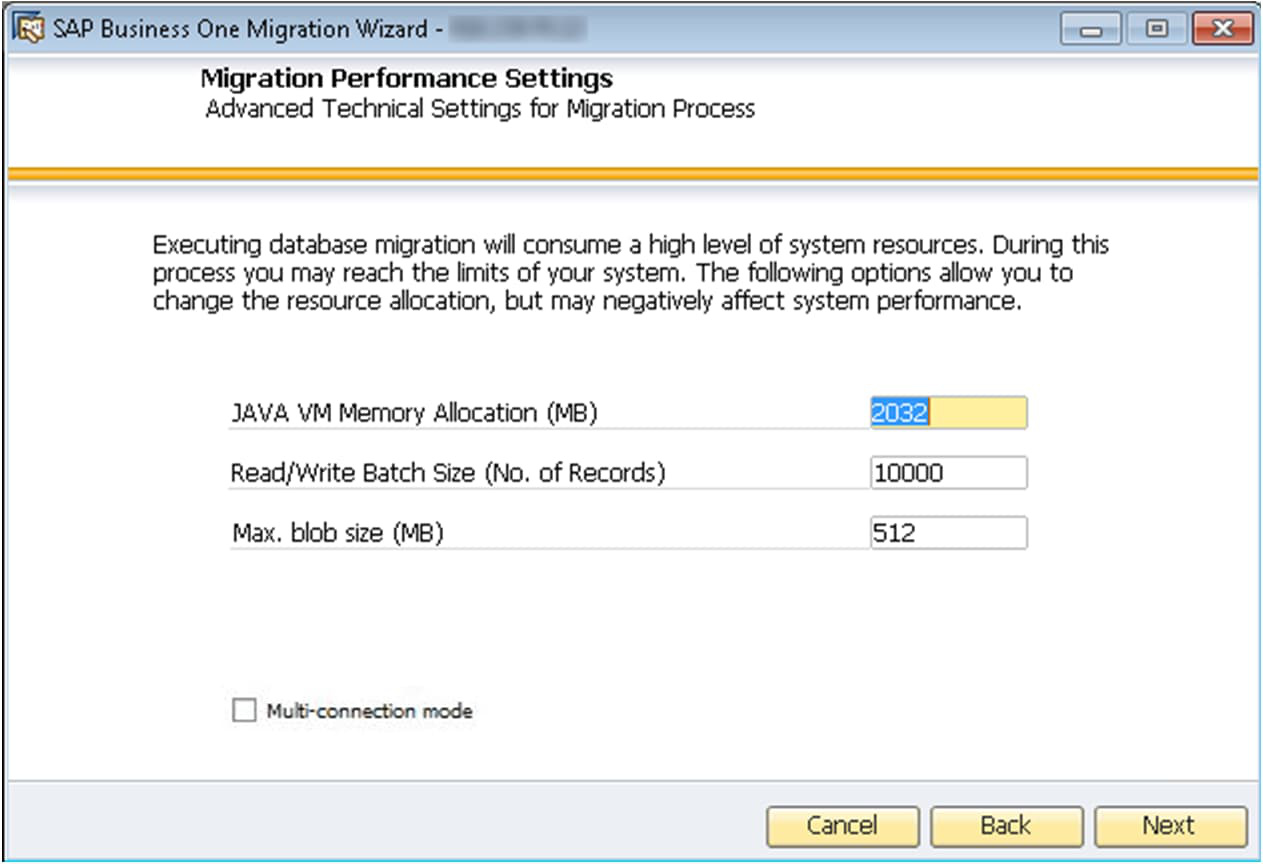 SAP Business One Migration Wizard -
Migration Performance Settings
Advanced Technical Settings for Migration Process
Executing database migration will consume a high level of system resources. During this
process you may reach the limits of your system. The following options allow you to
change the resource allocation, but may negatively affect system performance.
JAVA VM Memory Allocation (MB) 2032
Read/Write Batch Size (No. of Records) 10000
Max. blob size (MB) 512
Multi-connection mode
Cancel Back Next